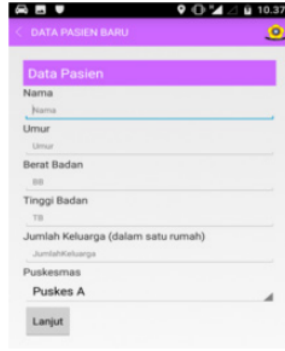 10.37
DATA PASIEN BARU
Data Pasien
Nama
Nama
Umur
Umur
Berat Badan
BB
Tinggi Badan
TB
Jumlah Keluarga (dalam satu rumah)
JumlahKeluarga
Puskesmas
Puskes A
Lanjut